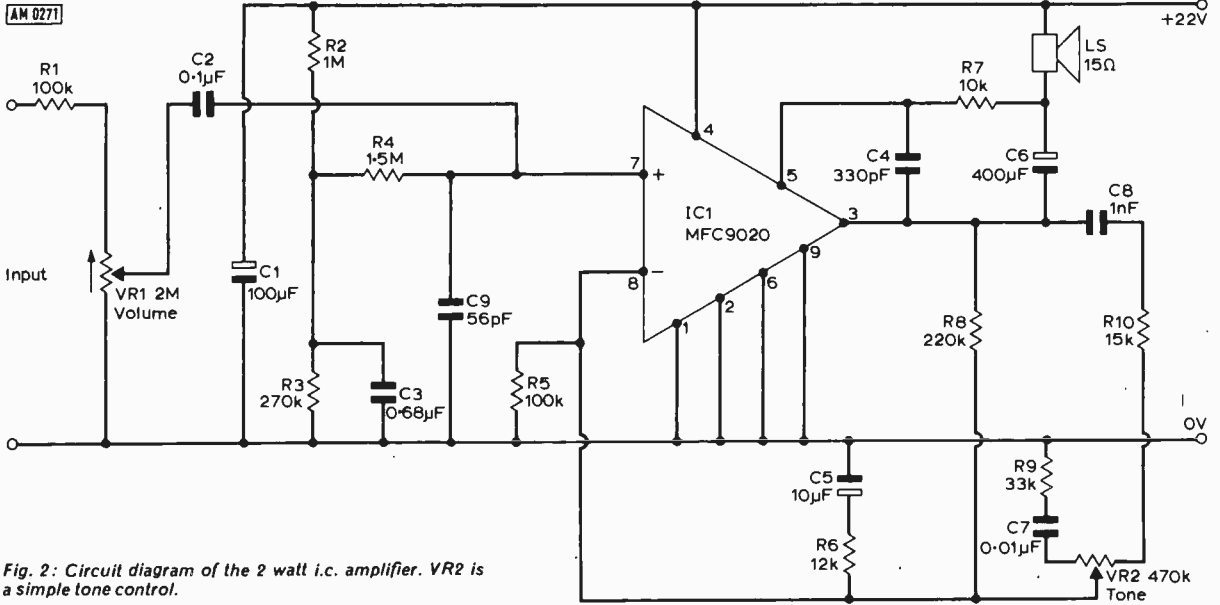 AM 0271
+22V
R2
1M
LS
15Ω
C2
0·1µF
R1
100k
R7
10k
R4
1·5M
4
7
+
5
C4
330pF
C6
400µF
C8
1nF
IC1
MFC9020
3
Input
VR1 2M
Volume
C1
100µF
8
−
9
6
2
1
C9
56pF
R8
220k
R10
15k
R3
270k
C3
0·68µF
R5
100k
0V
C5
10µF
R9
33k
C7
0·01µF
R6
12k
VR2 470k
Tone
Fig. 2: Circuit diagram of the 2 watt i.c. amplifier. VR2 is
a simple tone control.